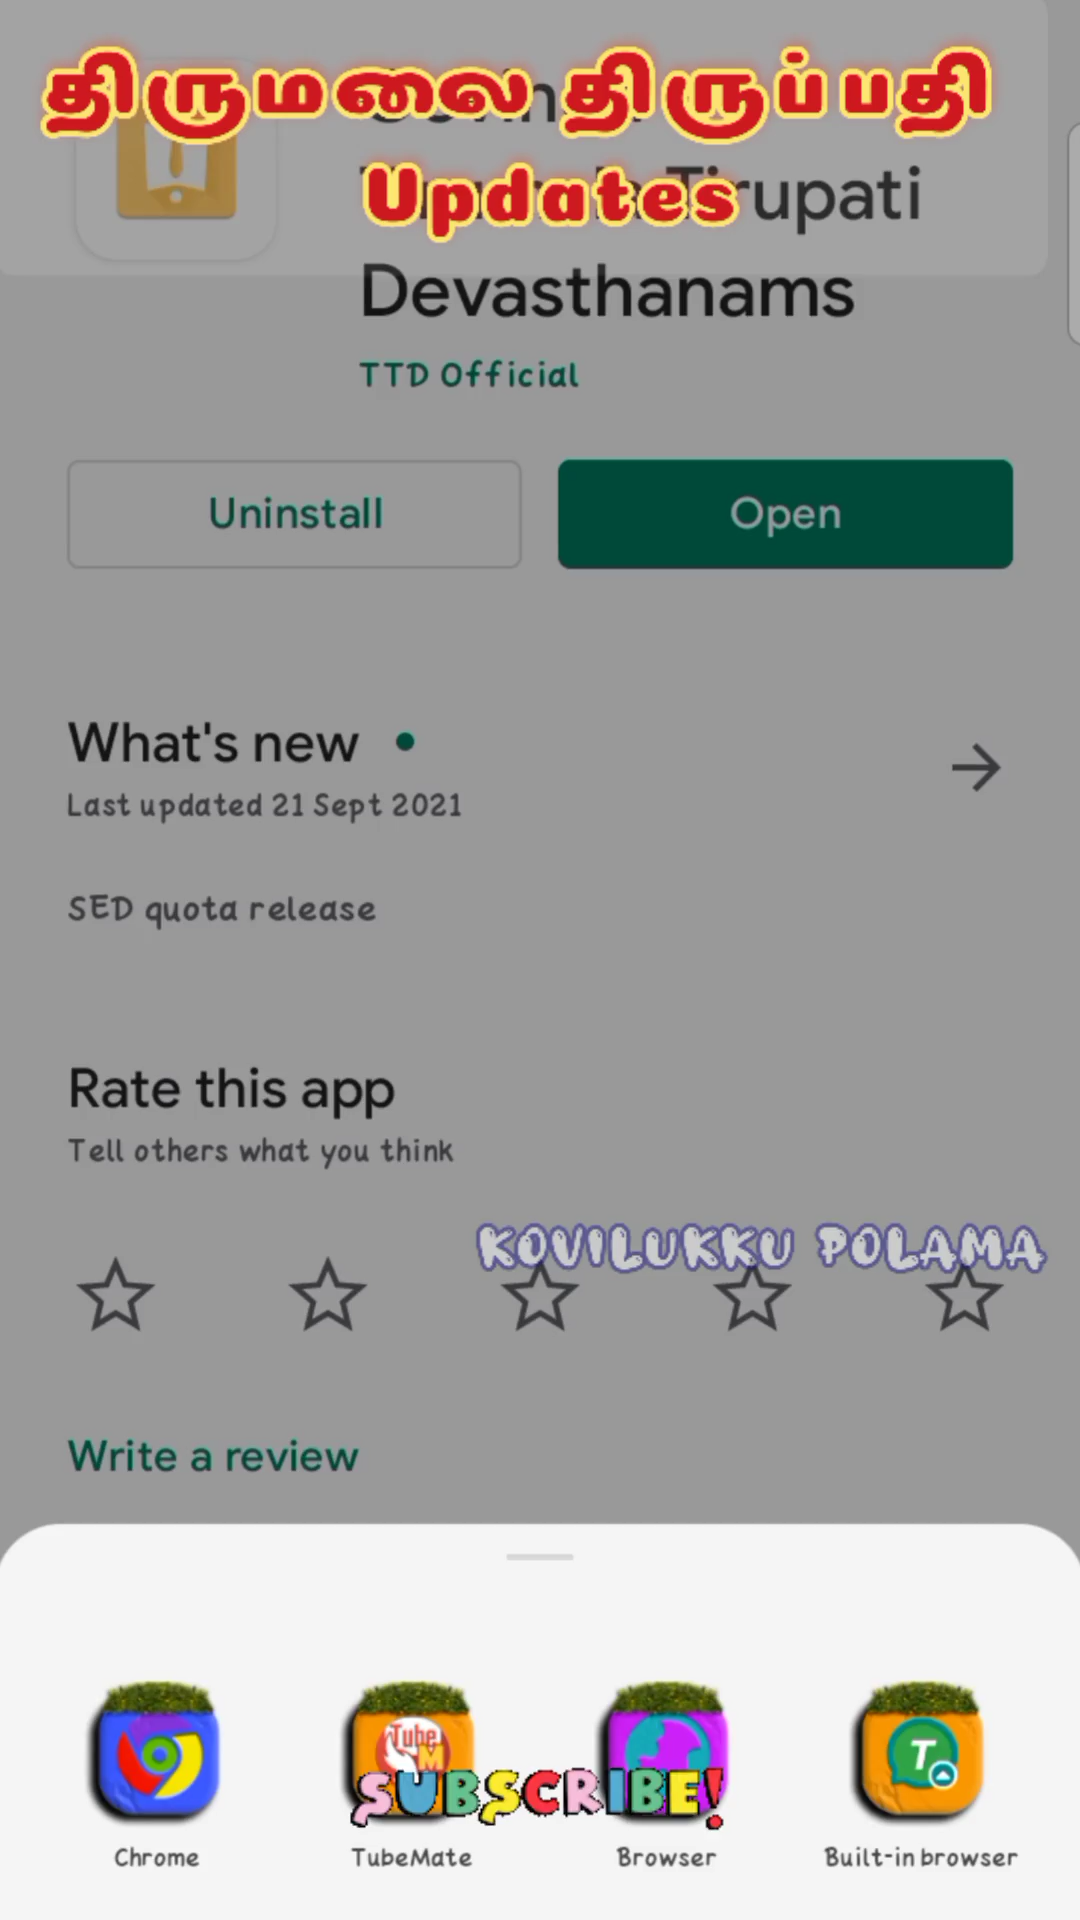 திருமலை திருப்பதி
Updates
Tirupati
Devasthanams
TTD Official
Uninstall
Open
What's new
Last updated 21 Sept 2021
SED quota release
Rate this app
Tell others what you think
KOVILUKKU POLAMA
Write a review
Tube
M
T
SUBSCRIBE!
Chrome
TubeMate
Browser
Built-in browser